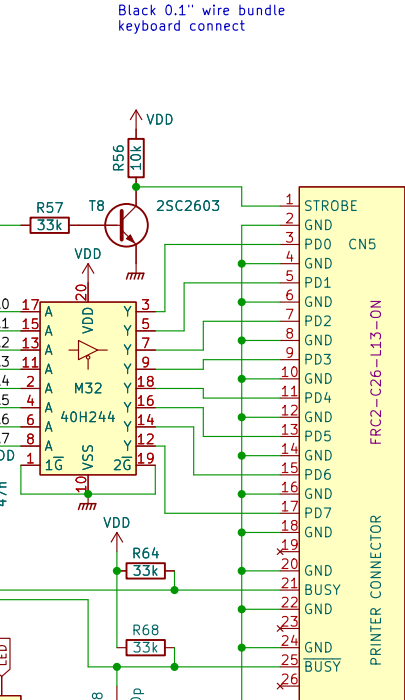 Black 0.1" wire bundle
keyboard connect
VDD
R56
10k
R57
33k
T8
2SC2603
VDD
20
VDD
17 A
15 A
13 A
11 A
2 A
4 A
6 A
8 A
1 1G
Y 3
Y 5
Y 7
Y 9
Y 18
Y 16
Y 14
Y 12
2G 19
M32
40H244
VSS
10
VDD
R64
33k
R68
33k
LED
1 STROBE
2 GND
3 PD0
4 GND
5 PD1
6 GND
7 PD2
8 GND
9 PD3
10 GND
11 PD4
12 GND
13 PD5
14 GND
15 PD6
16 GND
17 PD7
18 GND
19
20 GND
21 BUSY
22 GND
23
24 GND
25 BUSY
26
CN5
FRC2-C26-L13-ON
PRINTER CONNECTOR